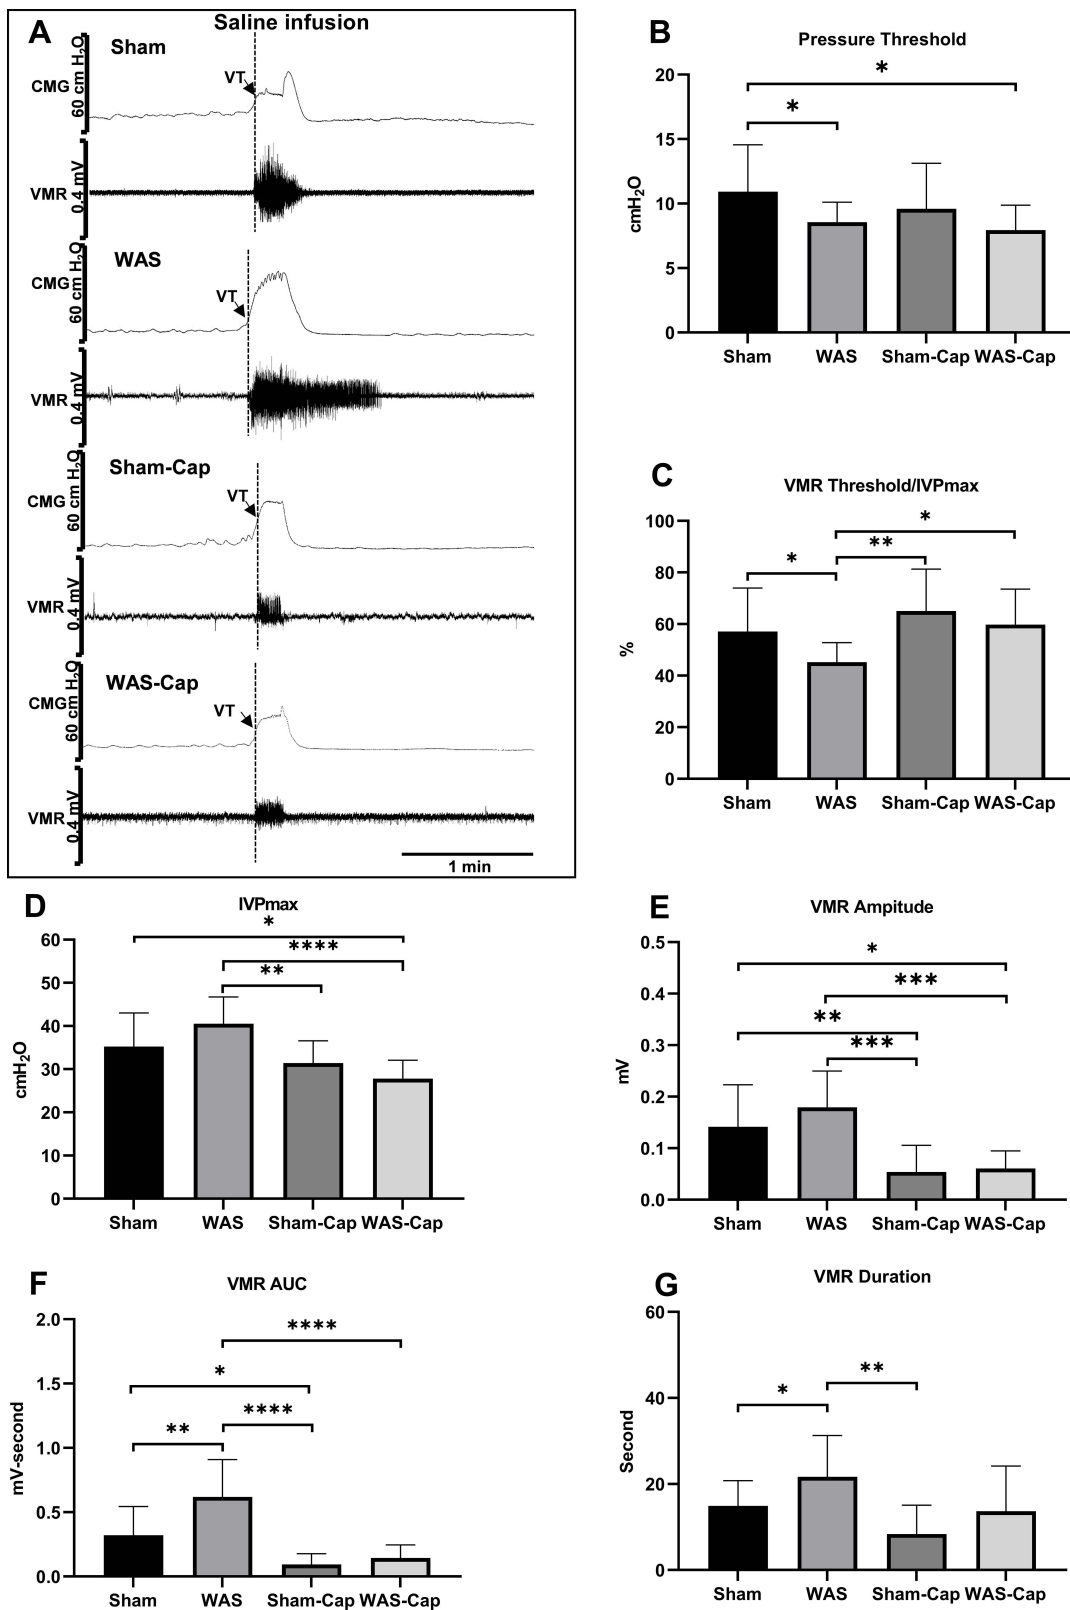 A
Saline infusion
Sham
CMG
60 cm H₂O
VT
VMR
0.4 mV
WAS
CMG
60 cm H₂O
VT
VMR
0.4 mV
Sham-Cap
CMG
60 cm H₂O
VT
VMR
0.4 mV
WAS-Cap
CMG
60 cm H₂O
VT
VMR
0.4 mV
1 min
B
Pressure Threshold
*
*
20
15
10
5
0
cmH₂O
Sham WAS Sham-Cap WAS-Cap
C
VMR Threshold/IVPmax
*
**
*
100
80
60
40
20
0
%
Sham WAS Sham-Cap WAS-Cap
D
IVPmax
*
****
**
60
50
40
30
20
10
0
cmH₂O
Sham WAS Sham-Cap WAS-Cap
E
VMR Ampitude
*
***
**
***
0.5
0.4
0.3
0.2
0.1
0.0
mV
Sham WAS Sham-Cap WAS-Cap
F
VMR AUC
****
*
****
**
2.0
1.5
1.0
0.5
0.0
mV-second
Sham WAS Sham-Cap WAS-Cap
G
VMR Duration
**
*
60
40
20
0
Second
Sham WAS Sham-Cap WAS-Cap